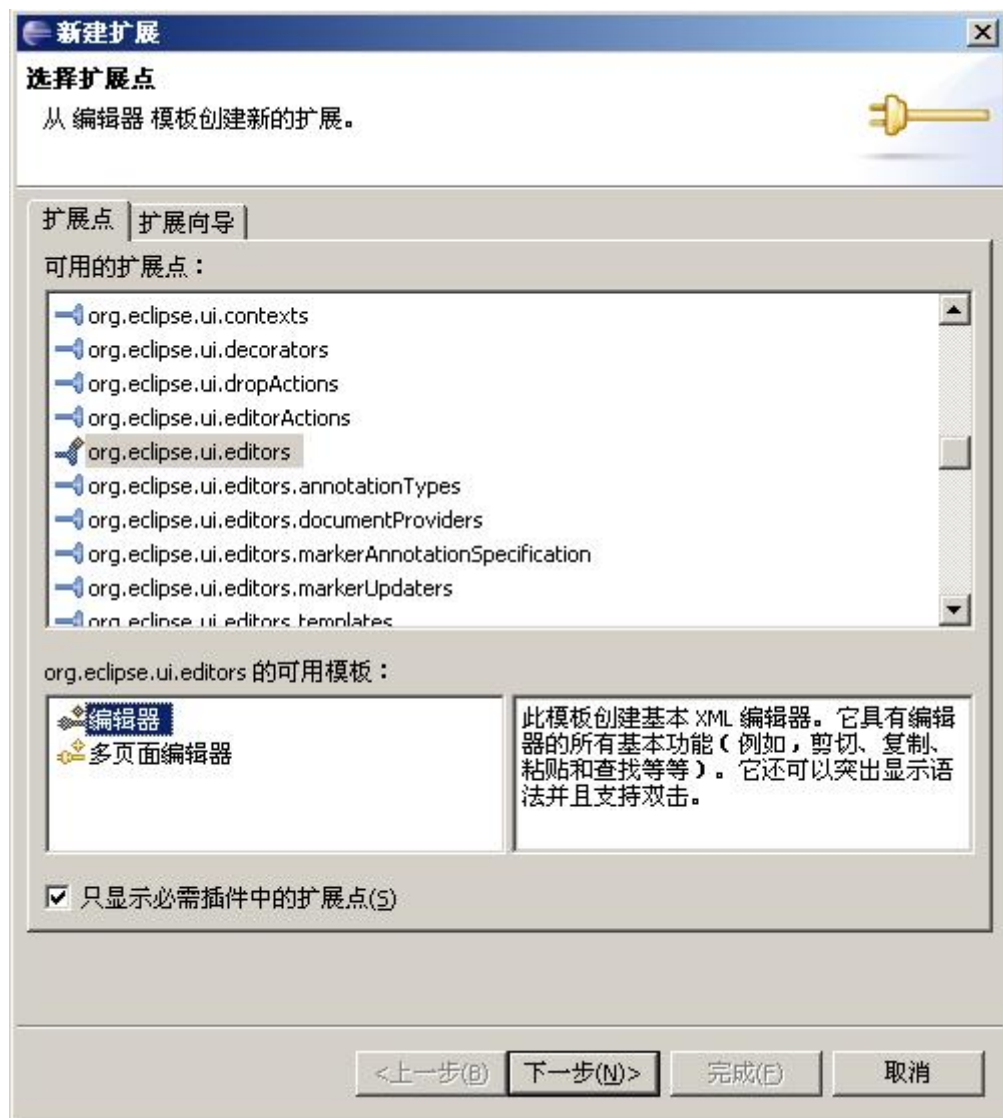 新建扩展
选择扩展点
从 编辑器 模板创建新的扩展。
扩展点
扩展向导
可用的扩展点：
org.eclipse.ui.contexts
org.eclipse.ui.decorators
org.eclipse.ui.dropActions
org.eclipse.ui.editorActions
org.eclipse.ui.editors
org.eclipse.ui.editors.annotationTypes
org.eclipse.ui.editors.documentProviders
org.eclipse.ui.editors.markerAnnotationSpecification
org.eclipse.ui.editors.markerUpdaters
org.eclipse.ui.editors.templates
org.eclipse.ui.editors 的可用模板：
编辑器
多页面编辑器
此模板创建基本 XML 编辑器。它具有编辑
器的所有基本功能（例如，剪切、复制、
粘贴和查找等等）。它还可以突出显示语
法并且支持双击。
只显示必需插件中的扩展点(S)
<上一步(B)
下一步(N)>
完成(F)
取消